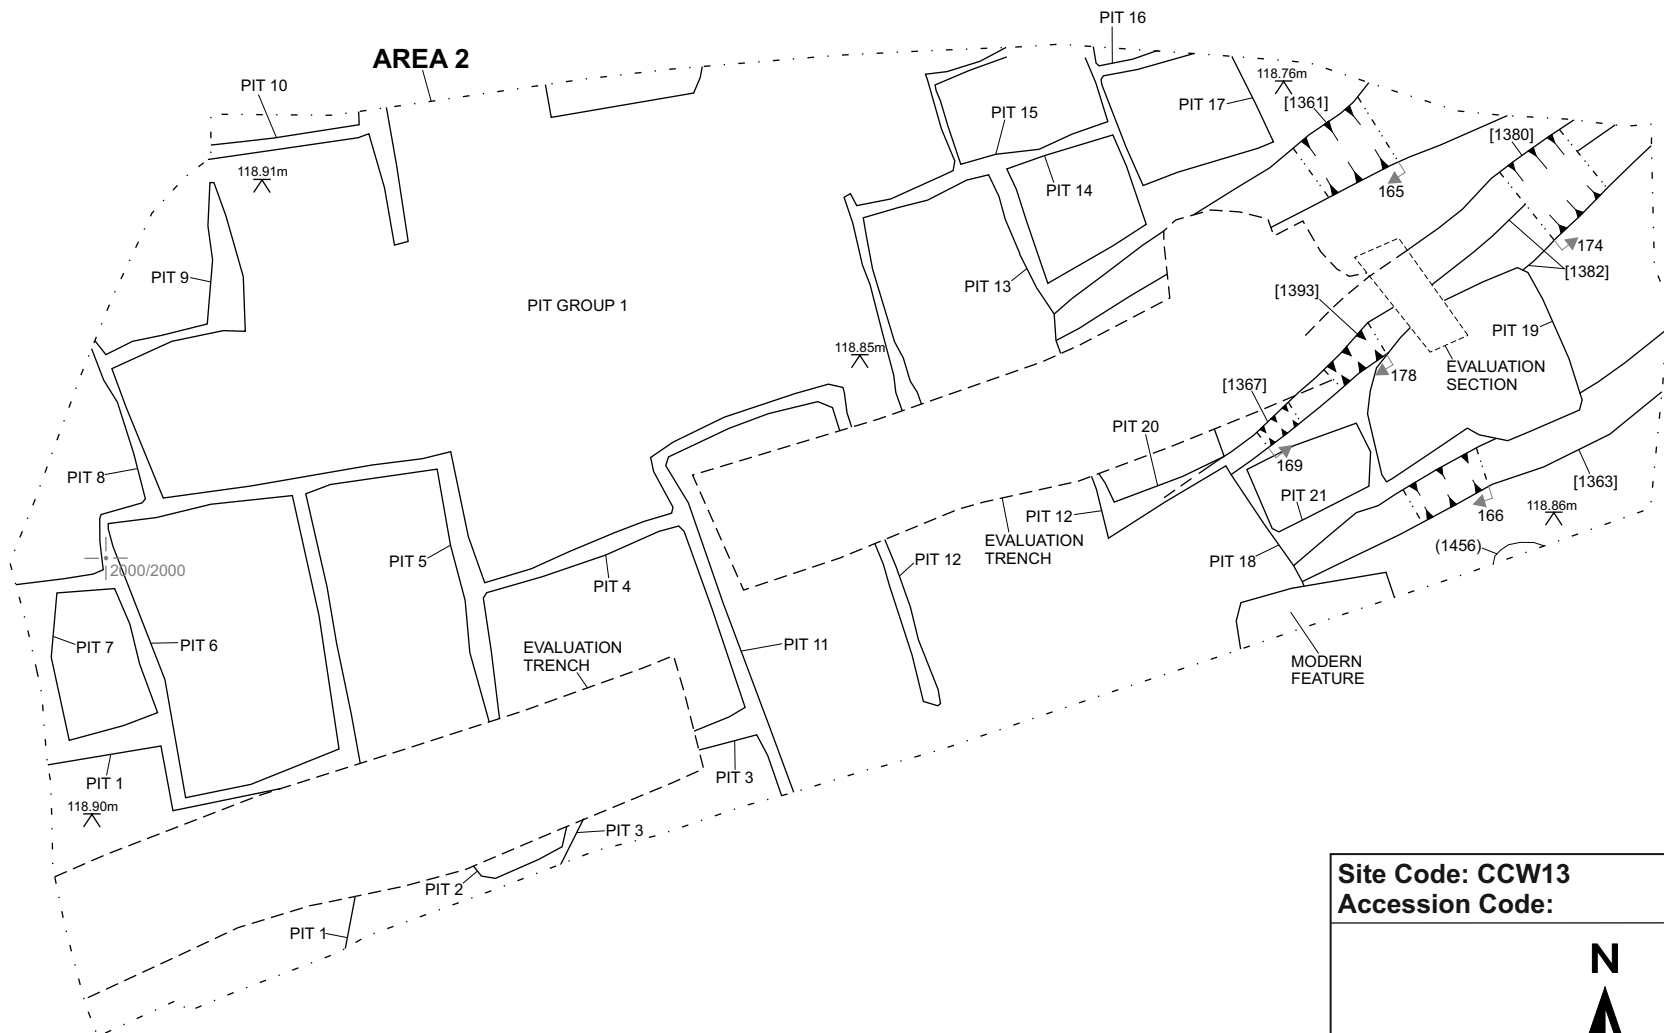 PIT 16
AREA 2
118.76m
PIT 10
[1361]
PIT 17
PIT 15
[1380]
118.91m
PIT 14
165
174
[1382]
PIT 9
PIT 13
[1393]
PIT GROUP 1
PIT 19
118.85m
EVALUATION
SECTION
178
[1367]
PIT 20
169
PIT 8
[1363]
PIT 21
166
118.86m
PIT 12
EVALUATION
TRENCH
(1456)
PIT 12
PIT 18
PIT 5
2000/2000
PIT 4
PIT 7
PIT 6
EVALUATION
TRENCH
PIT 11
MODERN
FEATURE
PIT 1
PIT 3
118.90m
PIT 3
PIT 2
PIT 1
Site Code: CCW13
Accession Code:
N